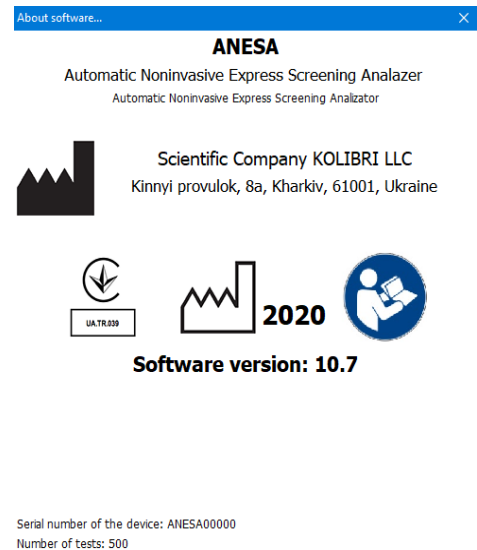 About software...
ANESA
Automatic Noninvasive Express Screening Analazer
Automatic Noninvasive Express Screening Analizator
Scientific Company KOLIBRI LLC
Kinnyi provulok, 8a, Kharkiv, 61001, Ukraine
UA.TR.039
2020
Software version: 10.7
Serial number of the device: ANESA00000
Number of tests: 500